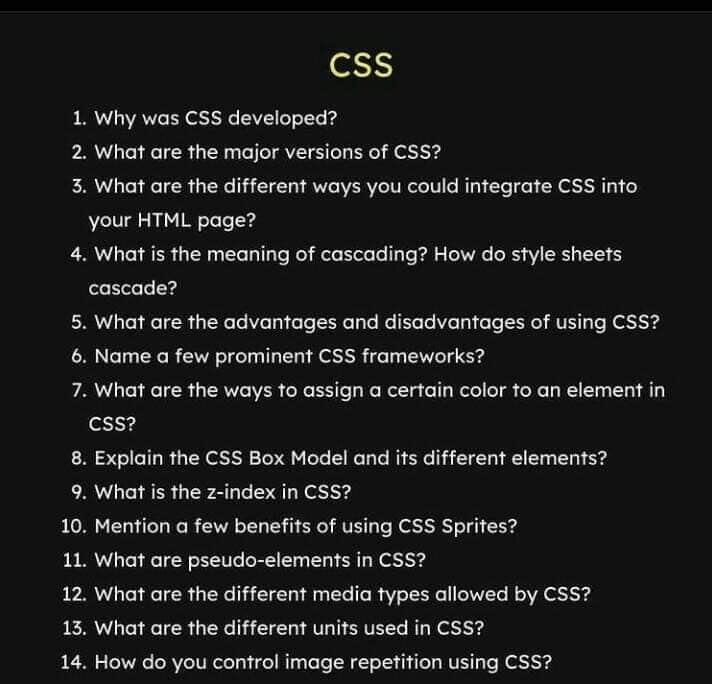 CSS
1. Why was CSS developed?
2. What are the major versions of CSS?
3. What are the different ways you could integrate CSS into
your HTML page?
4. What is the meaning of cascading? How do style sheets
cascade?
5. What are the advantages and disadvantages of using CSS?
6. Name a few prominent CSS frameworks?
7. What are the ways to assign a certain color to an element in
CSS?
8. Explain the CSS Box Model and its different elements?
9. What is the z-index in CSS?
10. Mention a few benefits of using CSS Sprites?
11. What are pseudo-elements in CSS?
12. What are the different media types allowed by CSS?
13. What are the different units used in CSS?
14. How do you control image repetition using CSS?